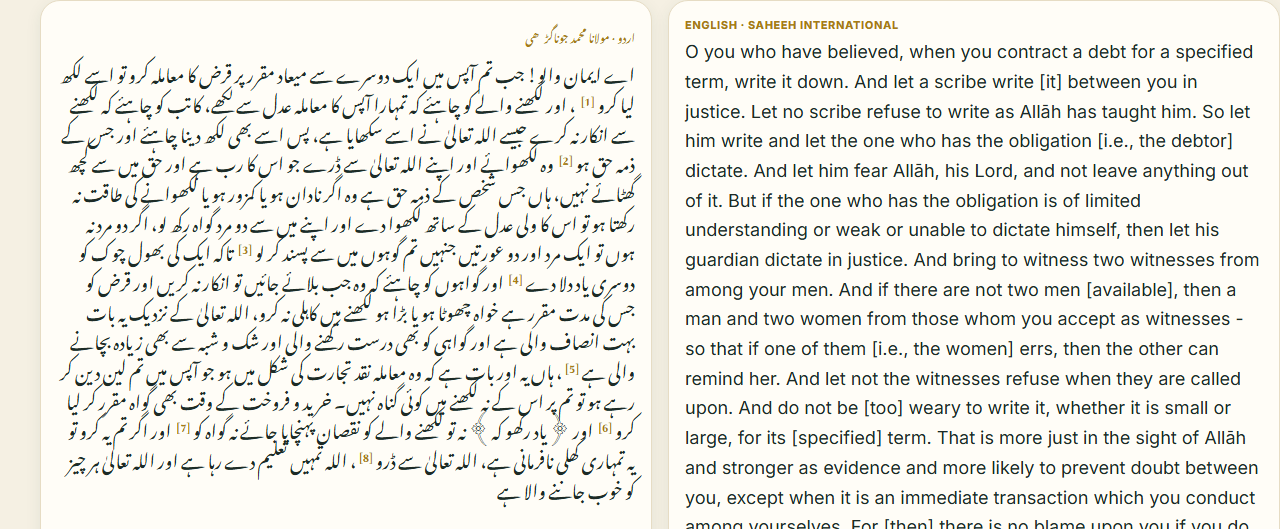 اردو · مولانا محمد جوناگڑھی
اے ایمان والو! جب تم آپس میں ایک دوسرے سے میعاد مقرر پر قرض کا معاملہ کرو تو اسے لکھ
لیا کرو [1] ، اور لکھنے والے کو چاہئے کہ تمہارا آپس کا معاملہ عدل سے لکھے، کاتب کو چاہئے کہ لکھنے
سے انکار نہ کرے جیسے اللہ تعالیٰ نے اسے سکھایا ہے، پس اسے بھی لکھ دینا چاہئے اور جس کے
ذمہ حق ہو [2] وه لکھوائے اور اپنے اللہ تعالیٰ سے ڈرے جو اس کا رب ہے اور حق میں سے کچھ
گھٹائے نہیں، ہاں جس شخص کے ذمہ حق ہے وه اگر نادان ہو یا کمزور ہو یا لکھوانے کی طاقت نہ
رکھتا ہو تو اس کا ولی عدل کے ساتھ لکھوا دے اور اپنے میں سے دو مرد گواه رکھ لو، اگر دو مرد نہ
ہوں تو ایک مرد اور دو عورتیں جنہیں تم گوہوں میں سے پسند کر لو [3] تاکہ ایک کی بھول چوک کو
دوسری یاد دﻻ دے [4] اور گواہوں کو چاہئے کہ وه جب بلائے جائیں تو انکار نہ کریں اور قرض کو
جس کی مدت مقرر ہے خواه چھوٹا ہو یا بڑا ہو لکھنے میں کاہلی نہ کرو، اللہ تعالیٰ کے نزدیک یہ بات
بہت انصاف والی ہے اور گواہی کو بھی درست رکھنے والی اور شک و شبہ سے بھی زیاده بچانے
والی ہے [5] ، ہاں یہ اور بات ہے کہ وه معاملہ نقد تجارت کی شکل میں ہو جو آپس میں تم لین دین کر
رہے ہو تو تم پر اس کے نہ لکھنے میں کوئی گناه نہیں۔ خرید و فروخت کے وقت بھی گواه مقرر کر لیا
کرو [6] اور ﴿یاد رکھو کہ﴾ نہ تو لکھنے والے کو نقصان پہنچایا جائے نہ گواه کو [7] اور اگر تم یہ کرو تو
یہ تمہاری کھلی نافرمانی ہے، اللہ تعالیٰ سے ڈرو [8] ، اللہ تمہیں تعلیم دے رہا ہے اور اللہ تعالیٰ ہر چیز
کو خوب جاننے واﻻ ہے
ENGLISH · SAHEEH INTERNATIONAL
O you who have believed, when you contract a debt for a specified
term, write it down. And let a scribe write [it] between you in
justice. Let no scribe refuse to write as Allāh has taught him. So let
him write and let the one who has the obligation [i.e., the debtor]
dictate. And let him fear Allāh, his Lord, and not leave anything out
of it. But if the one who has the obligation is of limited
understanding or weak or unable to dictate himself, then let his
guardian dictate in justice. And bring to witness two witnesses from
among your men. And if there are not two men [available], then a
man and two women from those whom you accept as witnesses -
so that if one of them [i.e., the women] errs, then the other can
remind her. And let not the witnesses refuse when they are called
upon. And do not be [too] weary to write it, whether it is small or
large, for its [specified] term. That is more just in the sight of Allāh
and stronger as evidence and more likely to prevent doubt between
you, except when it is an immediate transaction which you conduct
among yourselves. For [then] there is no blame upon you if you do